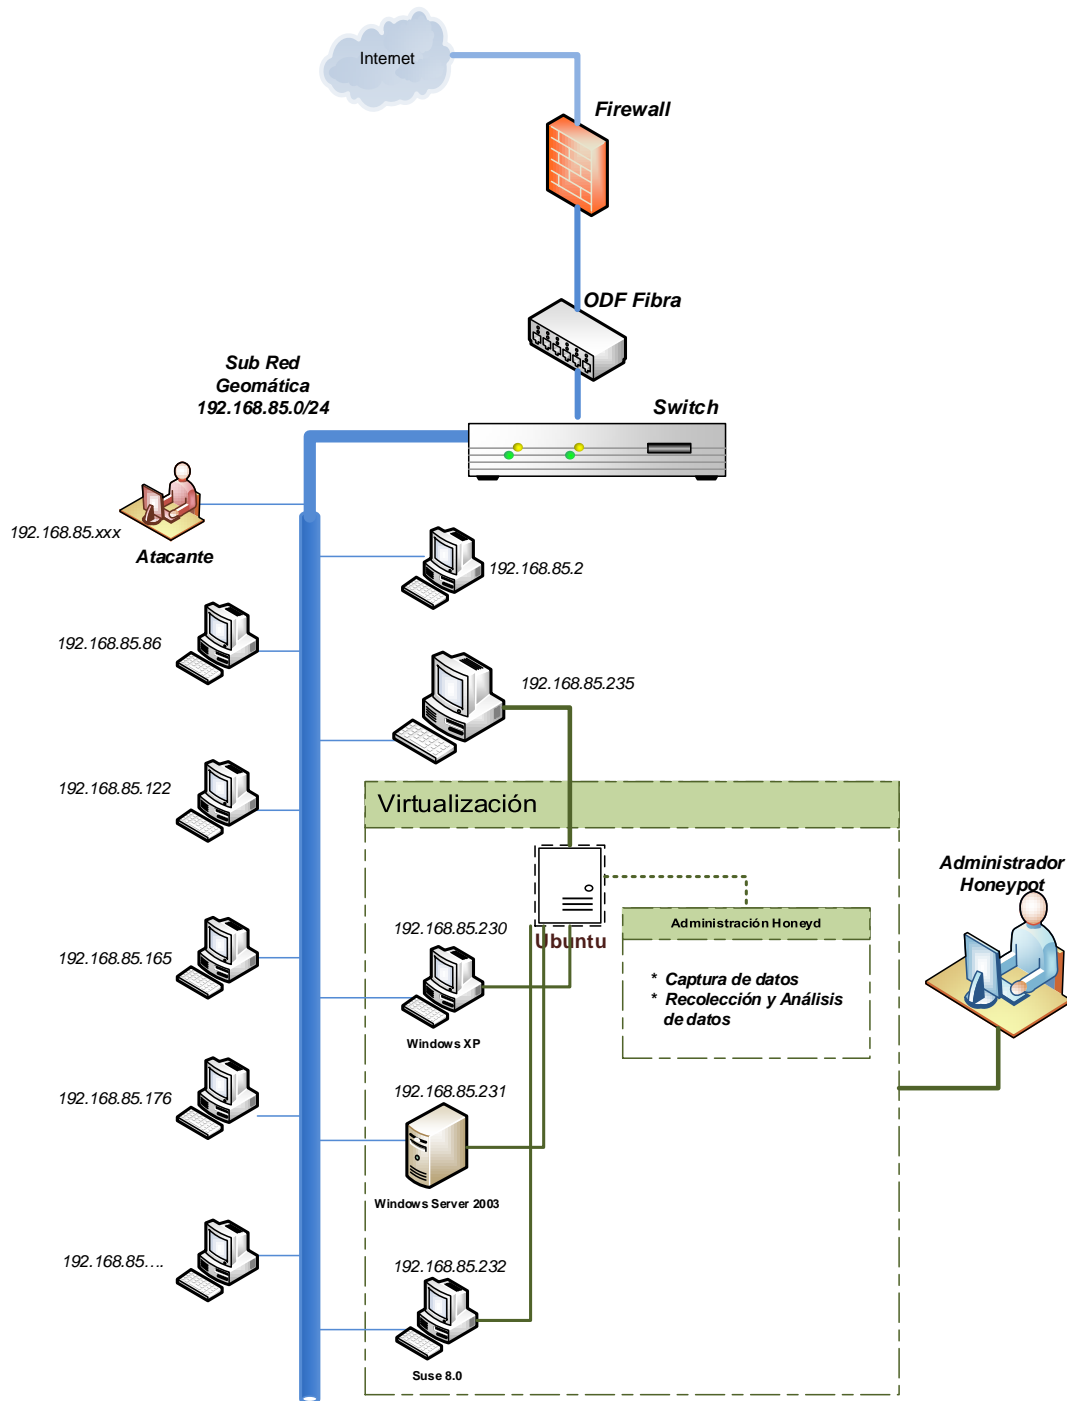 Internet
Firewall
ODF Fibra
Sub Red
Geomática
192.168.85.0/24
Switch
192.168.85.xxx
Atacante
192.168.85.2
192.168.85.86
192.168.85.235
192.168.85.122
Virtualización
Administrador
Honeypot
Administración Honeyd
192.168.85.230
Ubuntu
192.168.85.165
* Captura de datos
* Recolección y Análisis
de datos
Windows XP
192.168.85.176
192.168.85.231
Windows Server 2003
192.168.85....
192.168.85.232
Suse 8.0